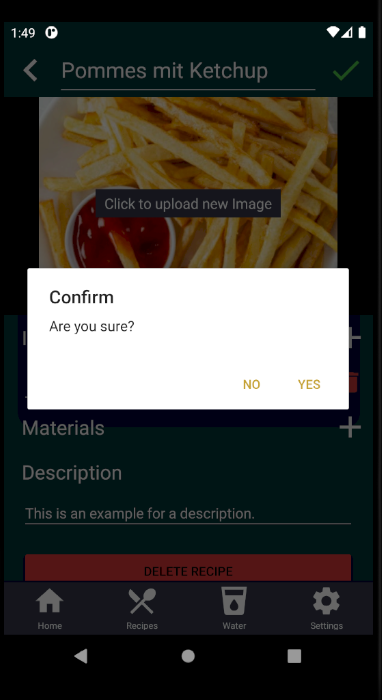 1:49
Pommes mit Ketchup
Click to upload new Image
Confirm
Are you sure?
NO YES
Materials
Description
This is an example for a description.
DELETE RECIPE
Home Recipes Water Settings